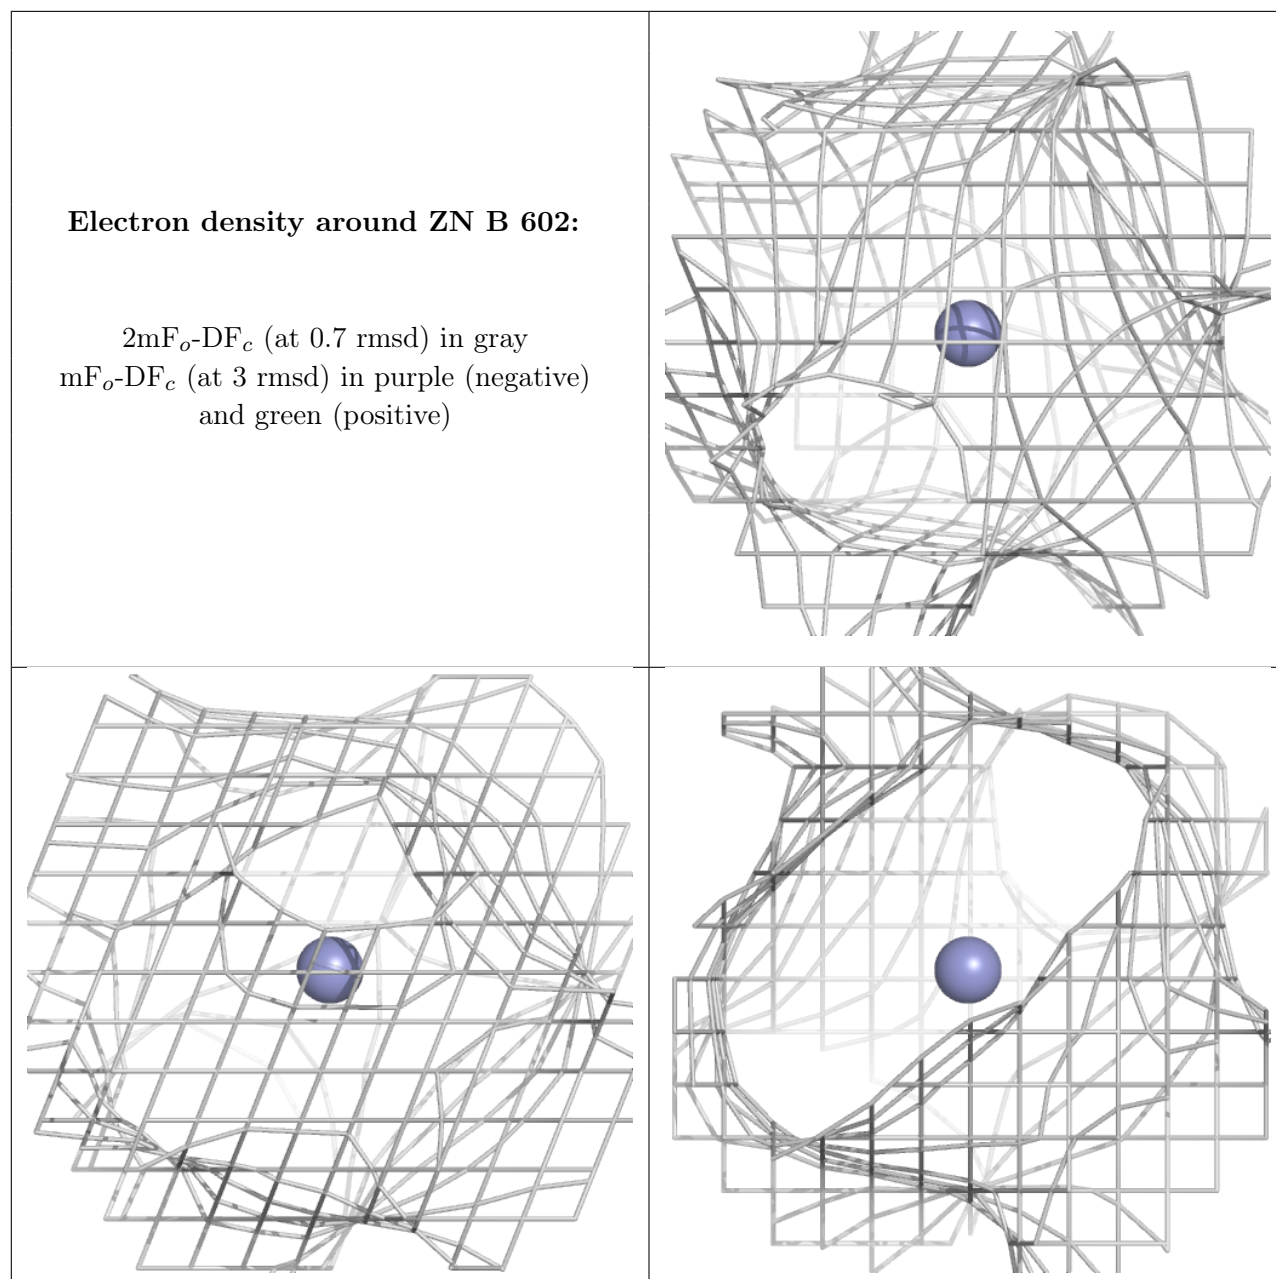 Electron density around ZN B 602:
2mFo-DFc (at 0.7 rmsd) in gray
mFo-DFc (at 3 rmsd) in purple (negative)
and green (positive)